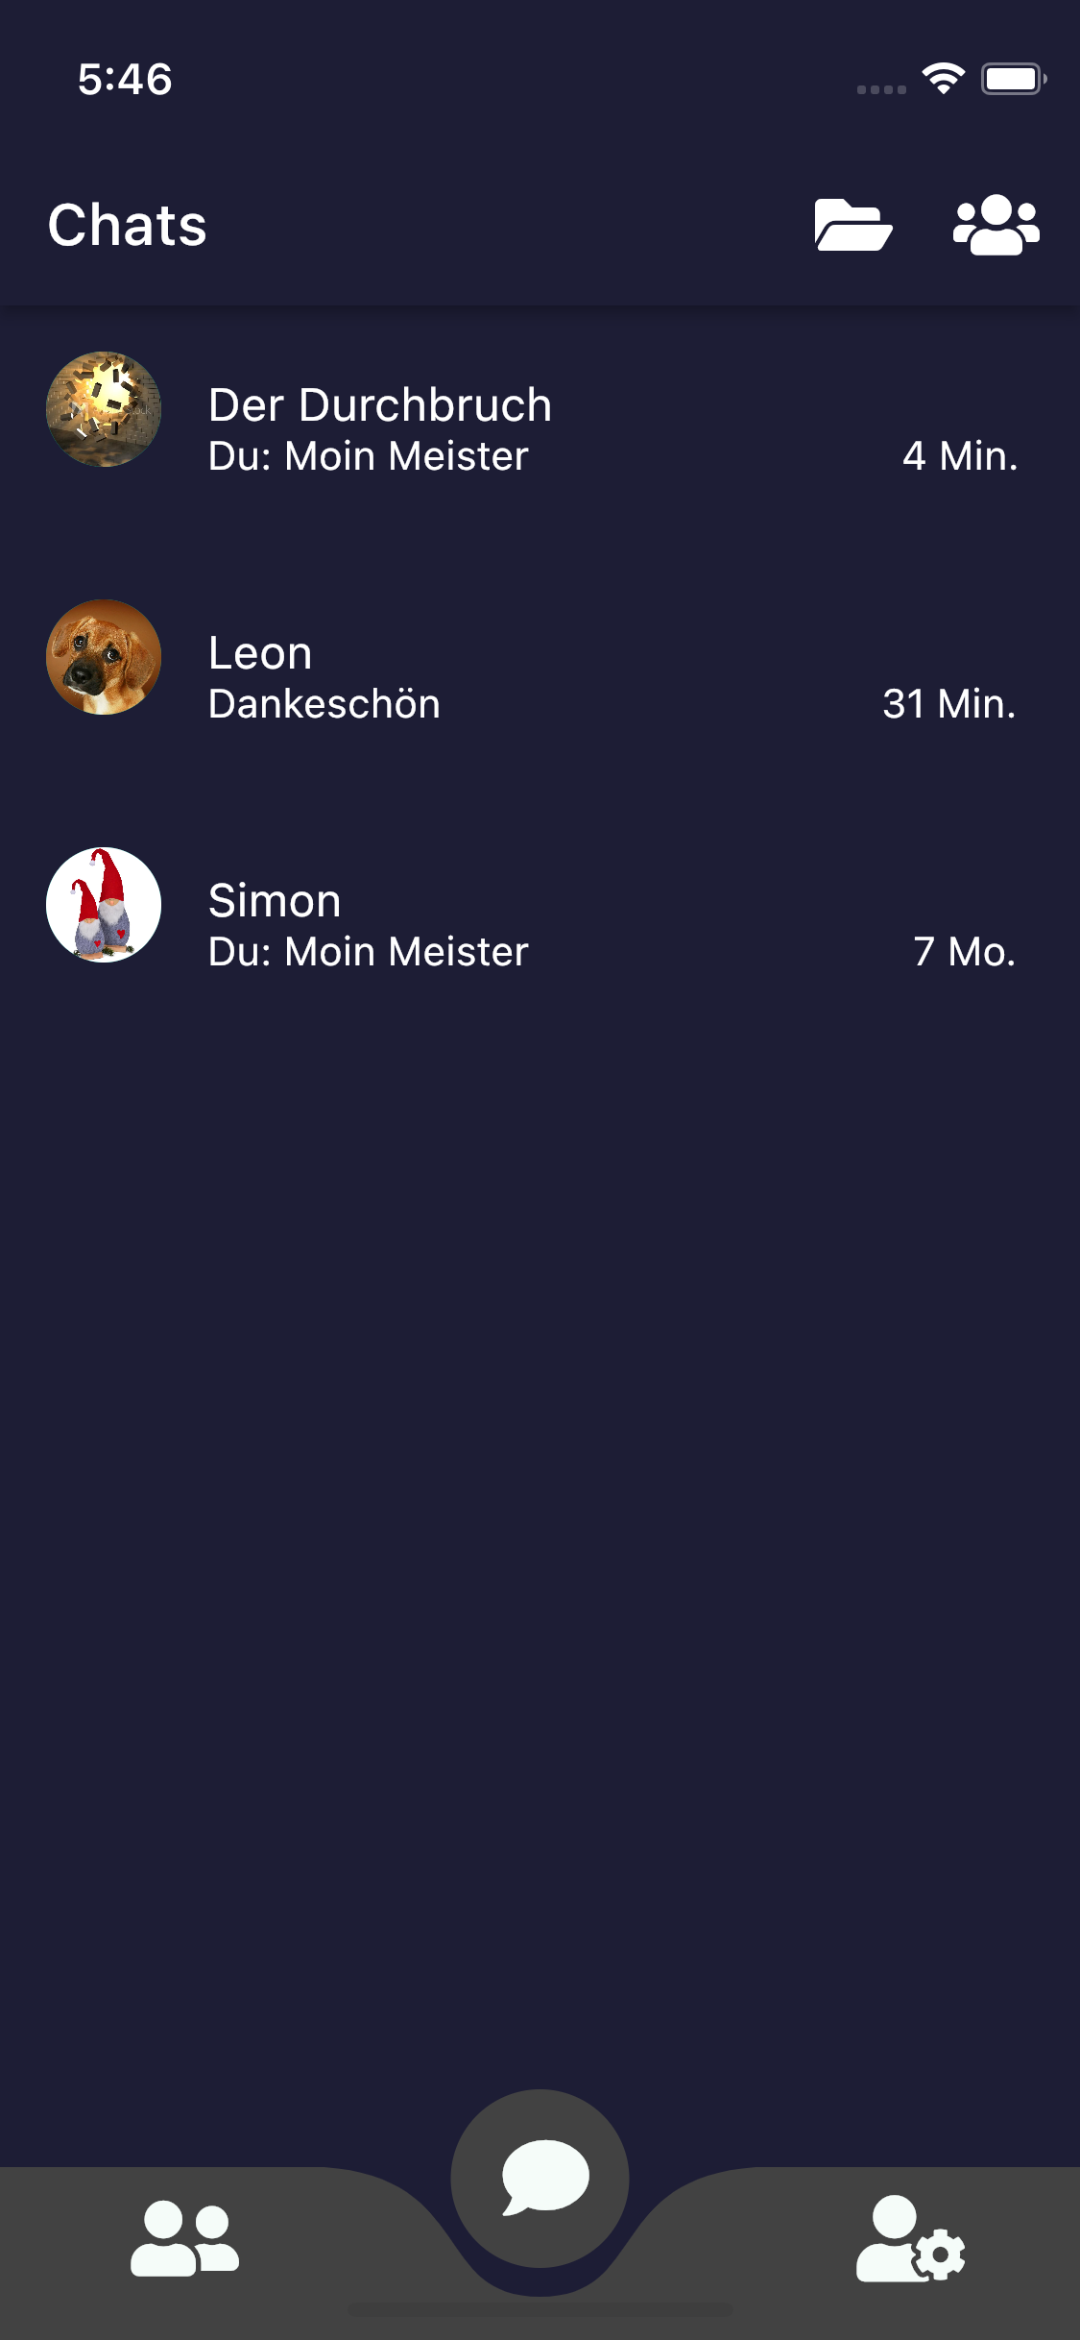 5:46
Chats
Der Durchbruch
Du: Moin Meister
4 Min.
Leon
Dankeschön
31 Min.
Simon
Du: Moin Meister
7 Mo.